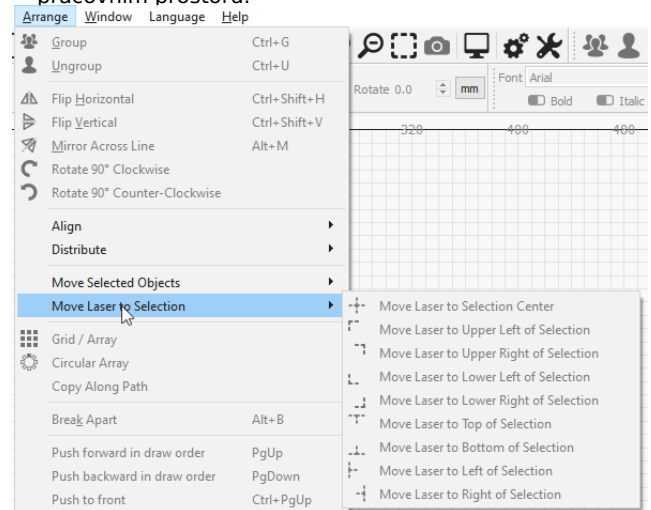 pracovním prostoru.
Arrange Window Language Help
Group Ctrl+G
Ungroup Ctrl+U
Rotate 0.0 mm Font Arial
Bold Italic
Flip Horizontal Ctrl+Shift+H
Flip Vertical Ctrl+Shift+V
320 400 480
Mirror Across Line Alt+M
Rotate 90° Clockwise
Rotate 90° Counter-Clockwise
Align
Distribute
Move Selected Objects
Move Laser to Selection
Move Laser to Selection Center
Move Laser to Upper Left of Selection
Move Laser to Upper Right of Selection
Move Laser to Lower Left of Selection
Move Laser to Lower Right of Selection
Move Laser to Top of Selection
Move Laser to Bottom of Selection
Move Laser to Left of Selection
Move Laser to Right of Selection
Grid / Array
Circular Array
Copy Along Path
Break Apart Alt+B
Push forward in draw order PgUp
Push backward in draw order PgDown
Push to front Ctrl+PgUp